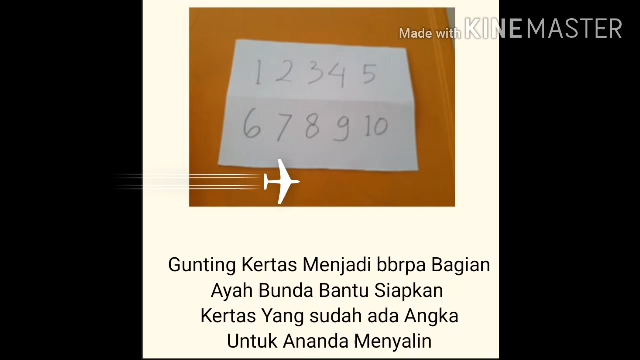 Made with KINEMASTER
1 2 3 4 5
6 7 8 9 10
Gunting Kertas Menjadi bbrpa Bagian
Ayah Bunda Bantu Siapkan
Kertas Yang sudah ada Angka
Untuk Ananda Menyalin